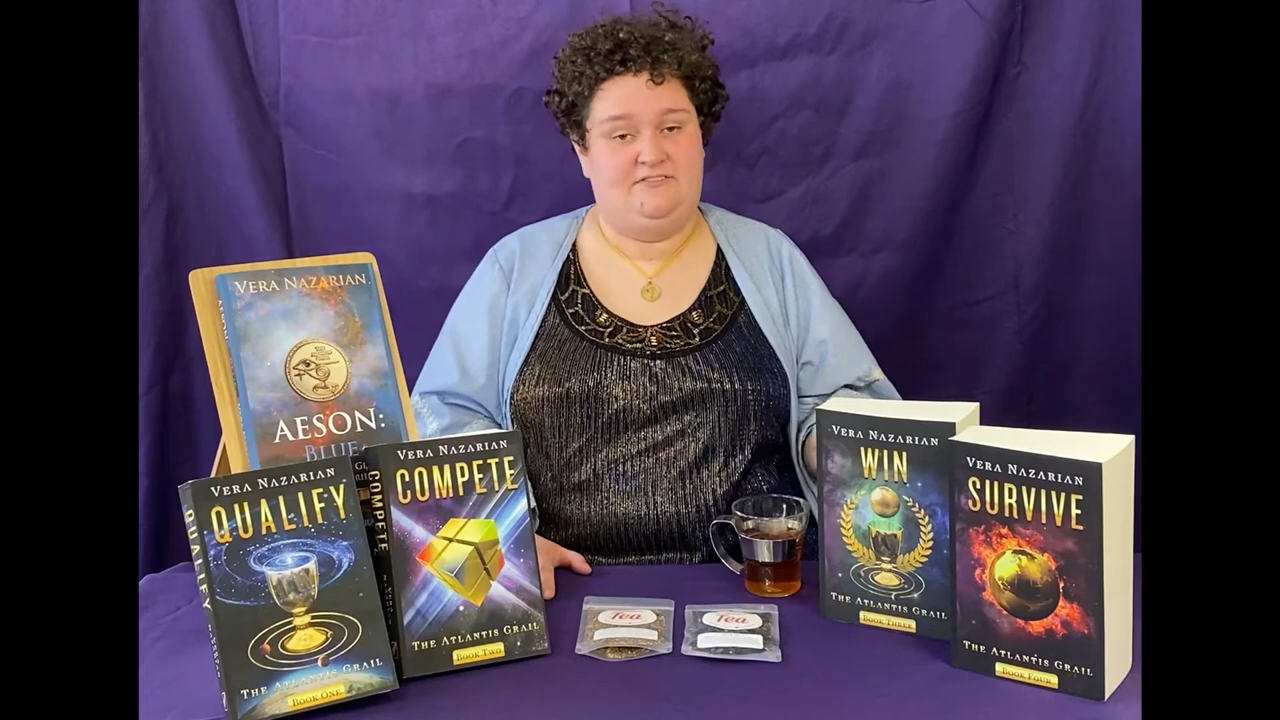 VERA NAZARIAN
AESON:
BLUE
VERA NAZARIAN
QUALIFY
THE ATLANTIS GRAIL
BOOK ONE
QUALIFY
VERA NAZARIAN
COMPETE
THE ATLANTIS GRAIL
BOOK TWO
COMPETE
Tea
Tea
VERA NAZARIAN
WIN
THE ATLANTIS GRAIL
BOOK THREE
VERA NAZARIAN
SURVIVE
THE ATLANTIS GRAIL
BOOK FOUR